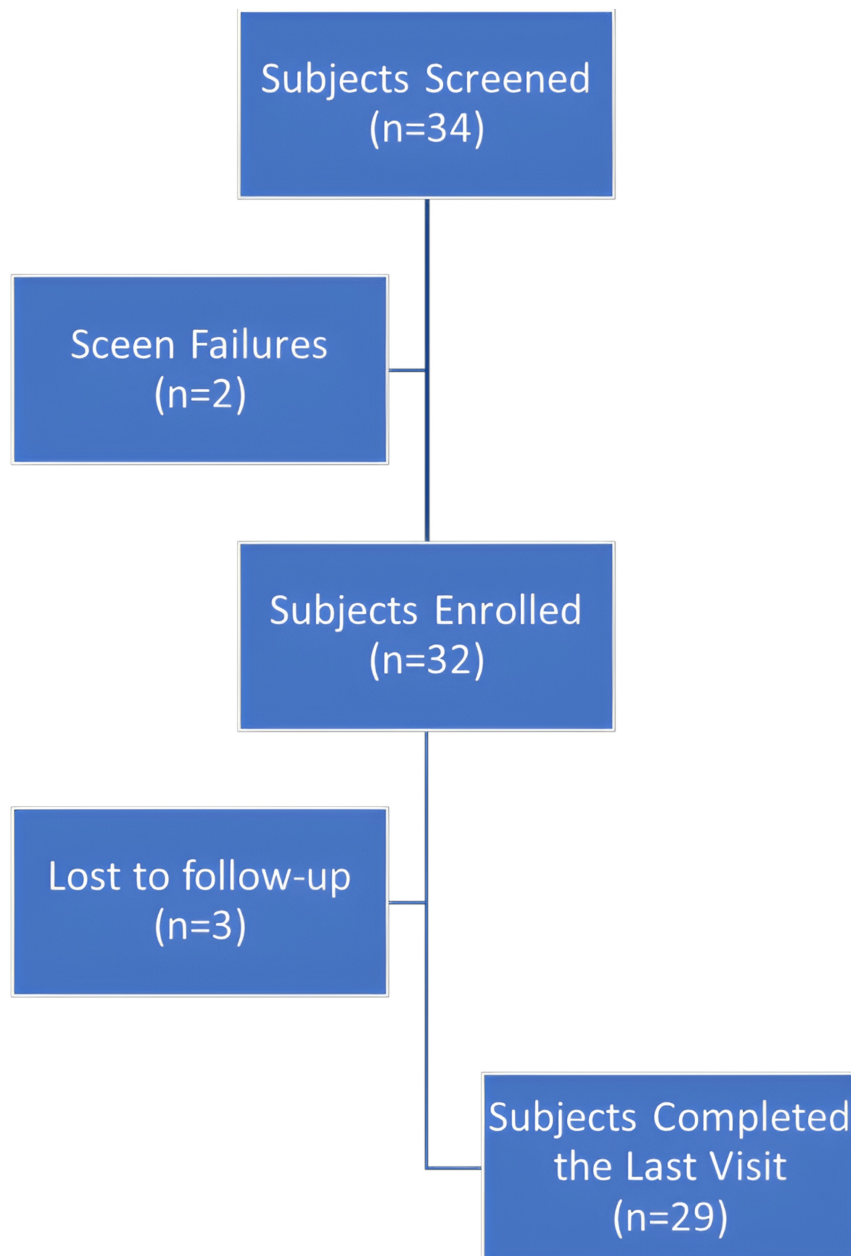 Subjects Screened
(n=34)
Sceen Failures
(n=2)
Subjects Enrolled
(n=32)
Lost to follow-up
(n=3)
Subjects Completed
the Last Visit
(n=29)